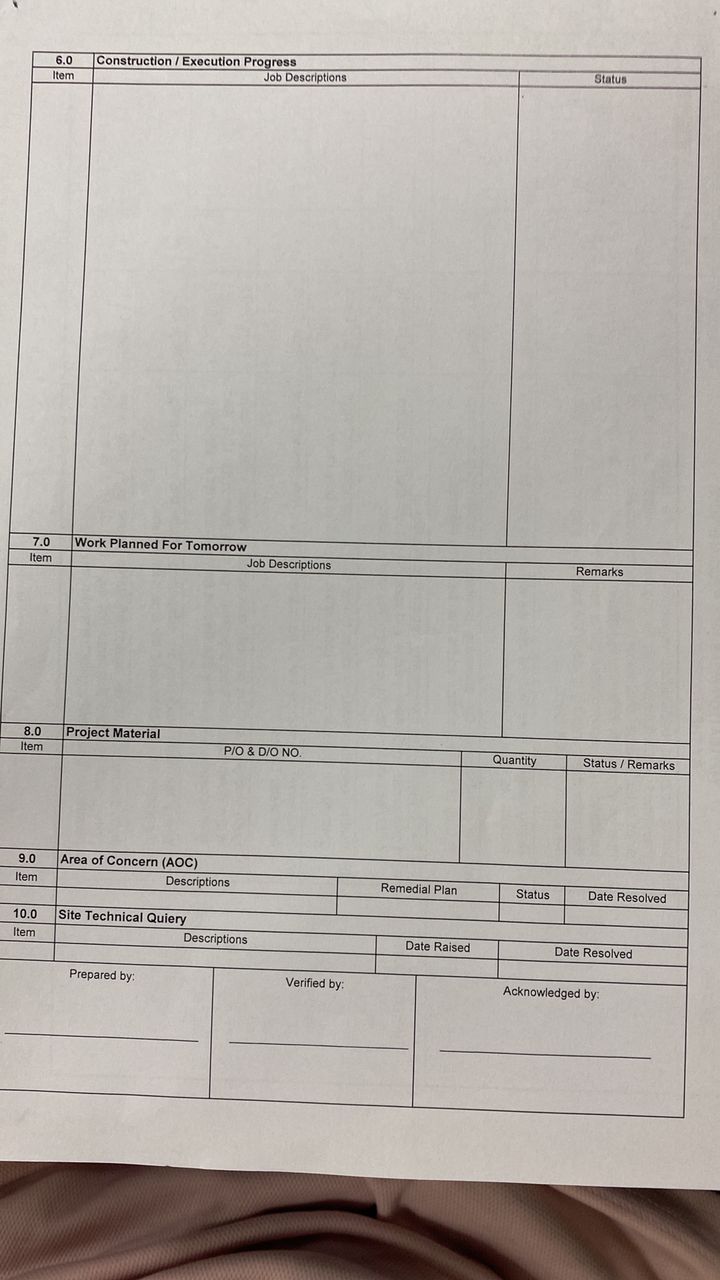 6.0 Construction / Execution Progress
Item Job Descriptions Status
7.0 Work Planned For Tomorrow
Item Job Descriptions Remarks
8.0 Project Material
Item P/O & D/O NO. Quantity Status / Remarks
9.0 Area of Concern (AOC)
Item Descriptions Remedial Plan Status Date Resolved
10.0 Site Technical Quiery
Item Descriptions Date Raised Date Resolved
Prepared by: Verified by: Acknowledged by: